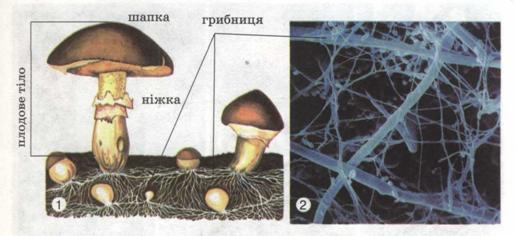 шапка
грибниця
ніжка
плодове тіло
1
2